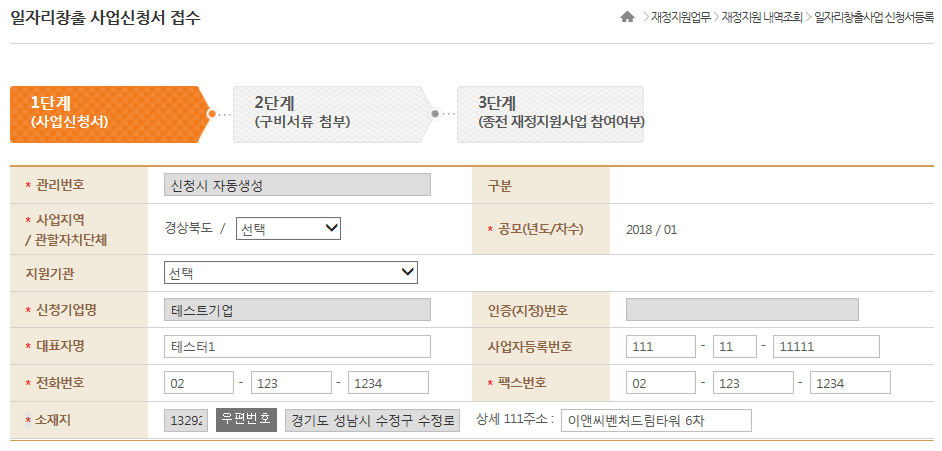 일자리창출 사업신청서 접수
재정지원업무 > 재정지원 내역조회 > 일자리창출사업 신청서등록
1단계
(사업신청서)
2단계
(구비서류 첨부)
3단계
(종전 재정지원사업 참여여부)
* 관리번호 신청시 자동생성 구분
* 사업지역
/ 관할자치단체 경상북도 / 선택 * 공모(년도/차수) 2018 / 01
지원기관 선택
* 신청기업명 테스트기업 인증(지정)번호
* 대표자명 테스터1 사업자등록번호 111 - 11 - 11111
* 전화번호 02 - 123 - 1234 * 팩스번호 02 - 123 - 1234
* 소재지 13292 우편번호 경기도 성남시 수정구 수정로 상세 111주소 : 이앤씨벤처드림타워 6차